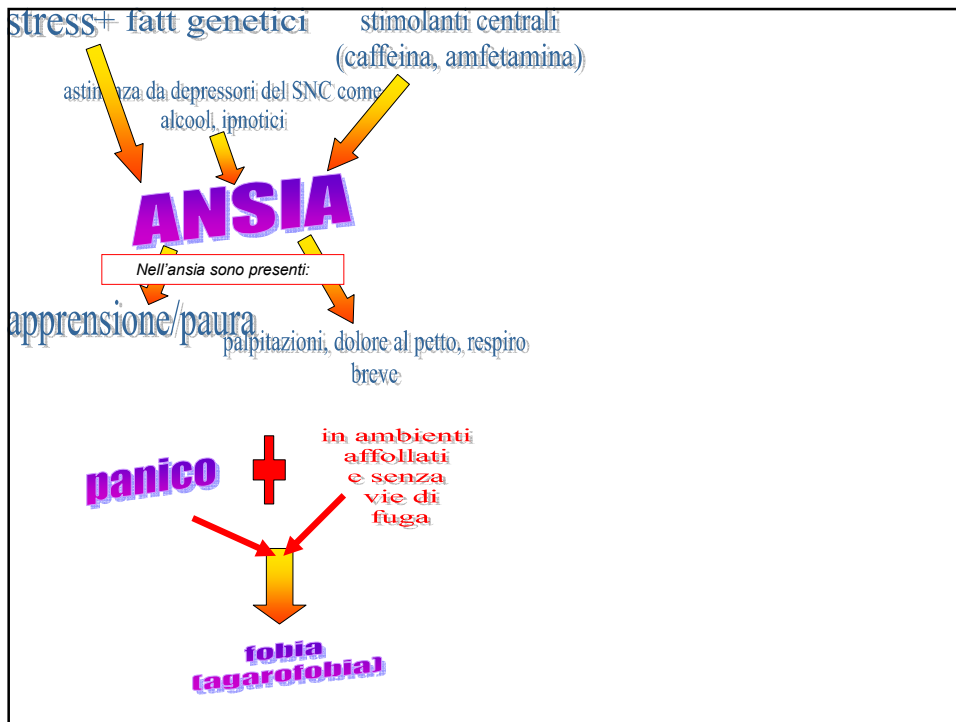 stress+ fatt genetici
stimolanti centrali
(caffeina, amfetamina)
astinenza da depressori del SNC come
alcool, ipnotici
ANSIA
Nell'ansia sono presenti:
apprensione/paura
palpitazioni, dolore al petto, respiro
breve
panico
in ambienti
affollati
e senza
vie di
fuga
fobia
(agarofobia)